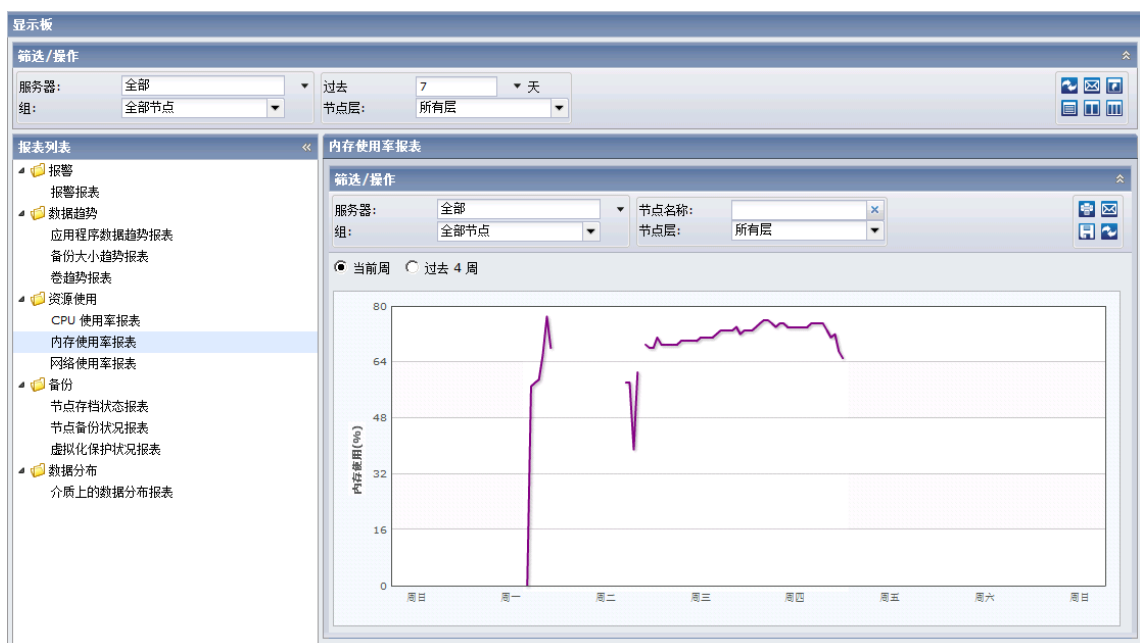 显示板
筛选/操作
服务器: 全部 过去 7 天
组: 全部节点 节点层: 所有层
报表列表
报警
报警报表
数据趋势
应用程序数据趋势报表
备份大小趋势报表
卷趋势报表
资源使用
CPU 使用率报表
内存使用率报表
网络使用率报表
备份
节点存档状态报表
节点备份状况报表
虚拟化保护状况报表
数据分布
介质上的数据分布报表
内存使用率报表
筛选/操作
服务器: 全部 节点名称:
组: 全部节点 节点层: 所有层
当前周 过去 4 周
80
64
48
32
16
0
内存使用(%)
周日 周一 周二 周三 周四 周五 周六 周日